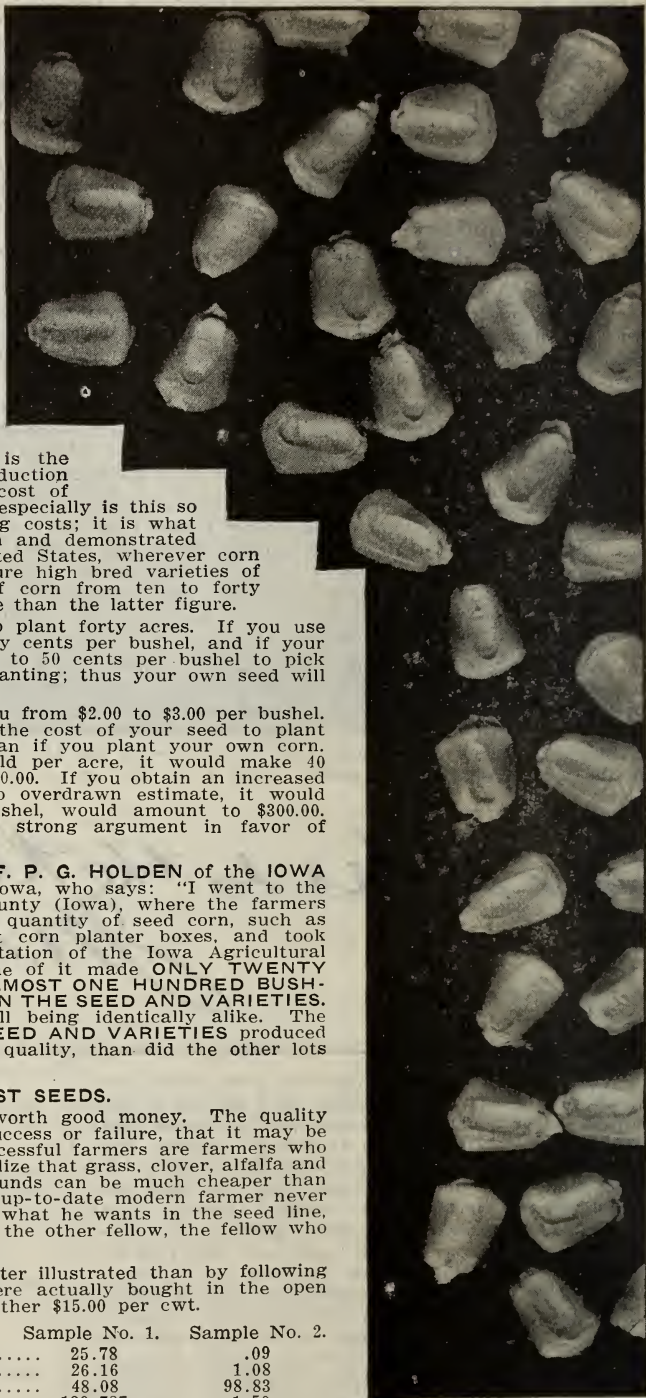 is the
duction
cost of
especially is this so
g costs; it is what
and demonstrated
ted States, wherever corn
ure high bred varieties of
f corn from ten to forty
e than the latter figure.
o plant forty acres. If you use
y cents per bushel, and if your
to 50 cents per bushel to pick
anting; thus your own seed will
u from $2.00 to $3.00 per bushel.
the cost of your seed to plant
an if you plant your own corn.
ld per acre, it would make 40
0.00. If you obtain an increased
o overdrawn estimate, it would
shel, would amount to $300.00.
strong argument in favor of
F. P. G. HOLDEN of the IOWA
owa, who says: "I went to the
unty (Iowa), where the farmers
quantity of seed corn, such as
t corn planter boxes, and took
tation of the Iowa Agricultural
e of it made ONLY TWENTY
LMOST ONE HUNDRED BUSH-
N THE SEED AND VARIETIES.
ll being identically alike. The
EED AND VARIETIES produced
quality, than did the other lots
ST SEEDS.
worth good money. The quality
uccess or failure, that it may be
cessful farmers are farmers who
lize that grass, clover, alfalfa and
unds can be much cheaper than
up-to-date modern farmer never
what he wants in the seed line,
the other fellow, the fellow who
ter illustrated than by following
ere actually bought in the open
ther $15.00 per cwt.
Sample No. 1. Sample No. 2.
..... 25.78 .09
..... 26.16 1.08
..... 48.08 98.83